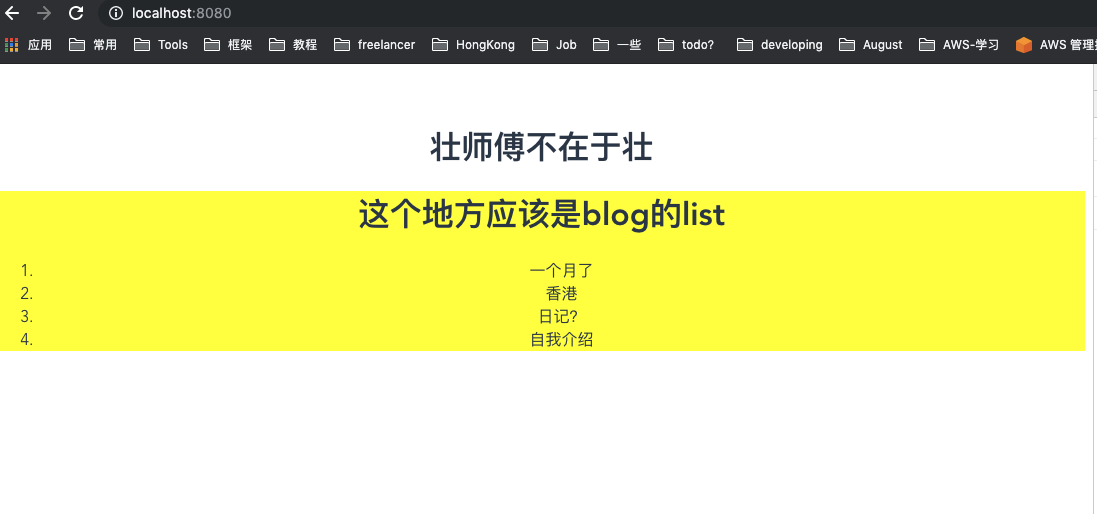 localhost:8080
应用 常用 Tools 框架 教程 freelancer HongKong Job 一些 todo? developing August AWS-学习 AWS 管理
壮师傅不在于壮
这个地方应该是blog的list
1. 一个月了
2. 香港
3. 日记?
4. 自我介绍